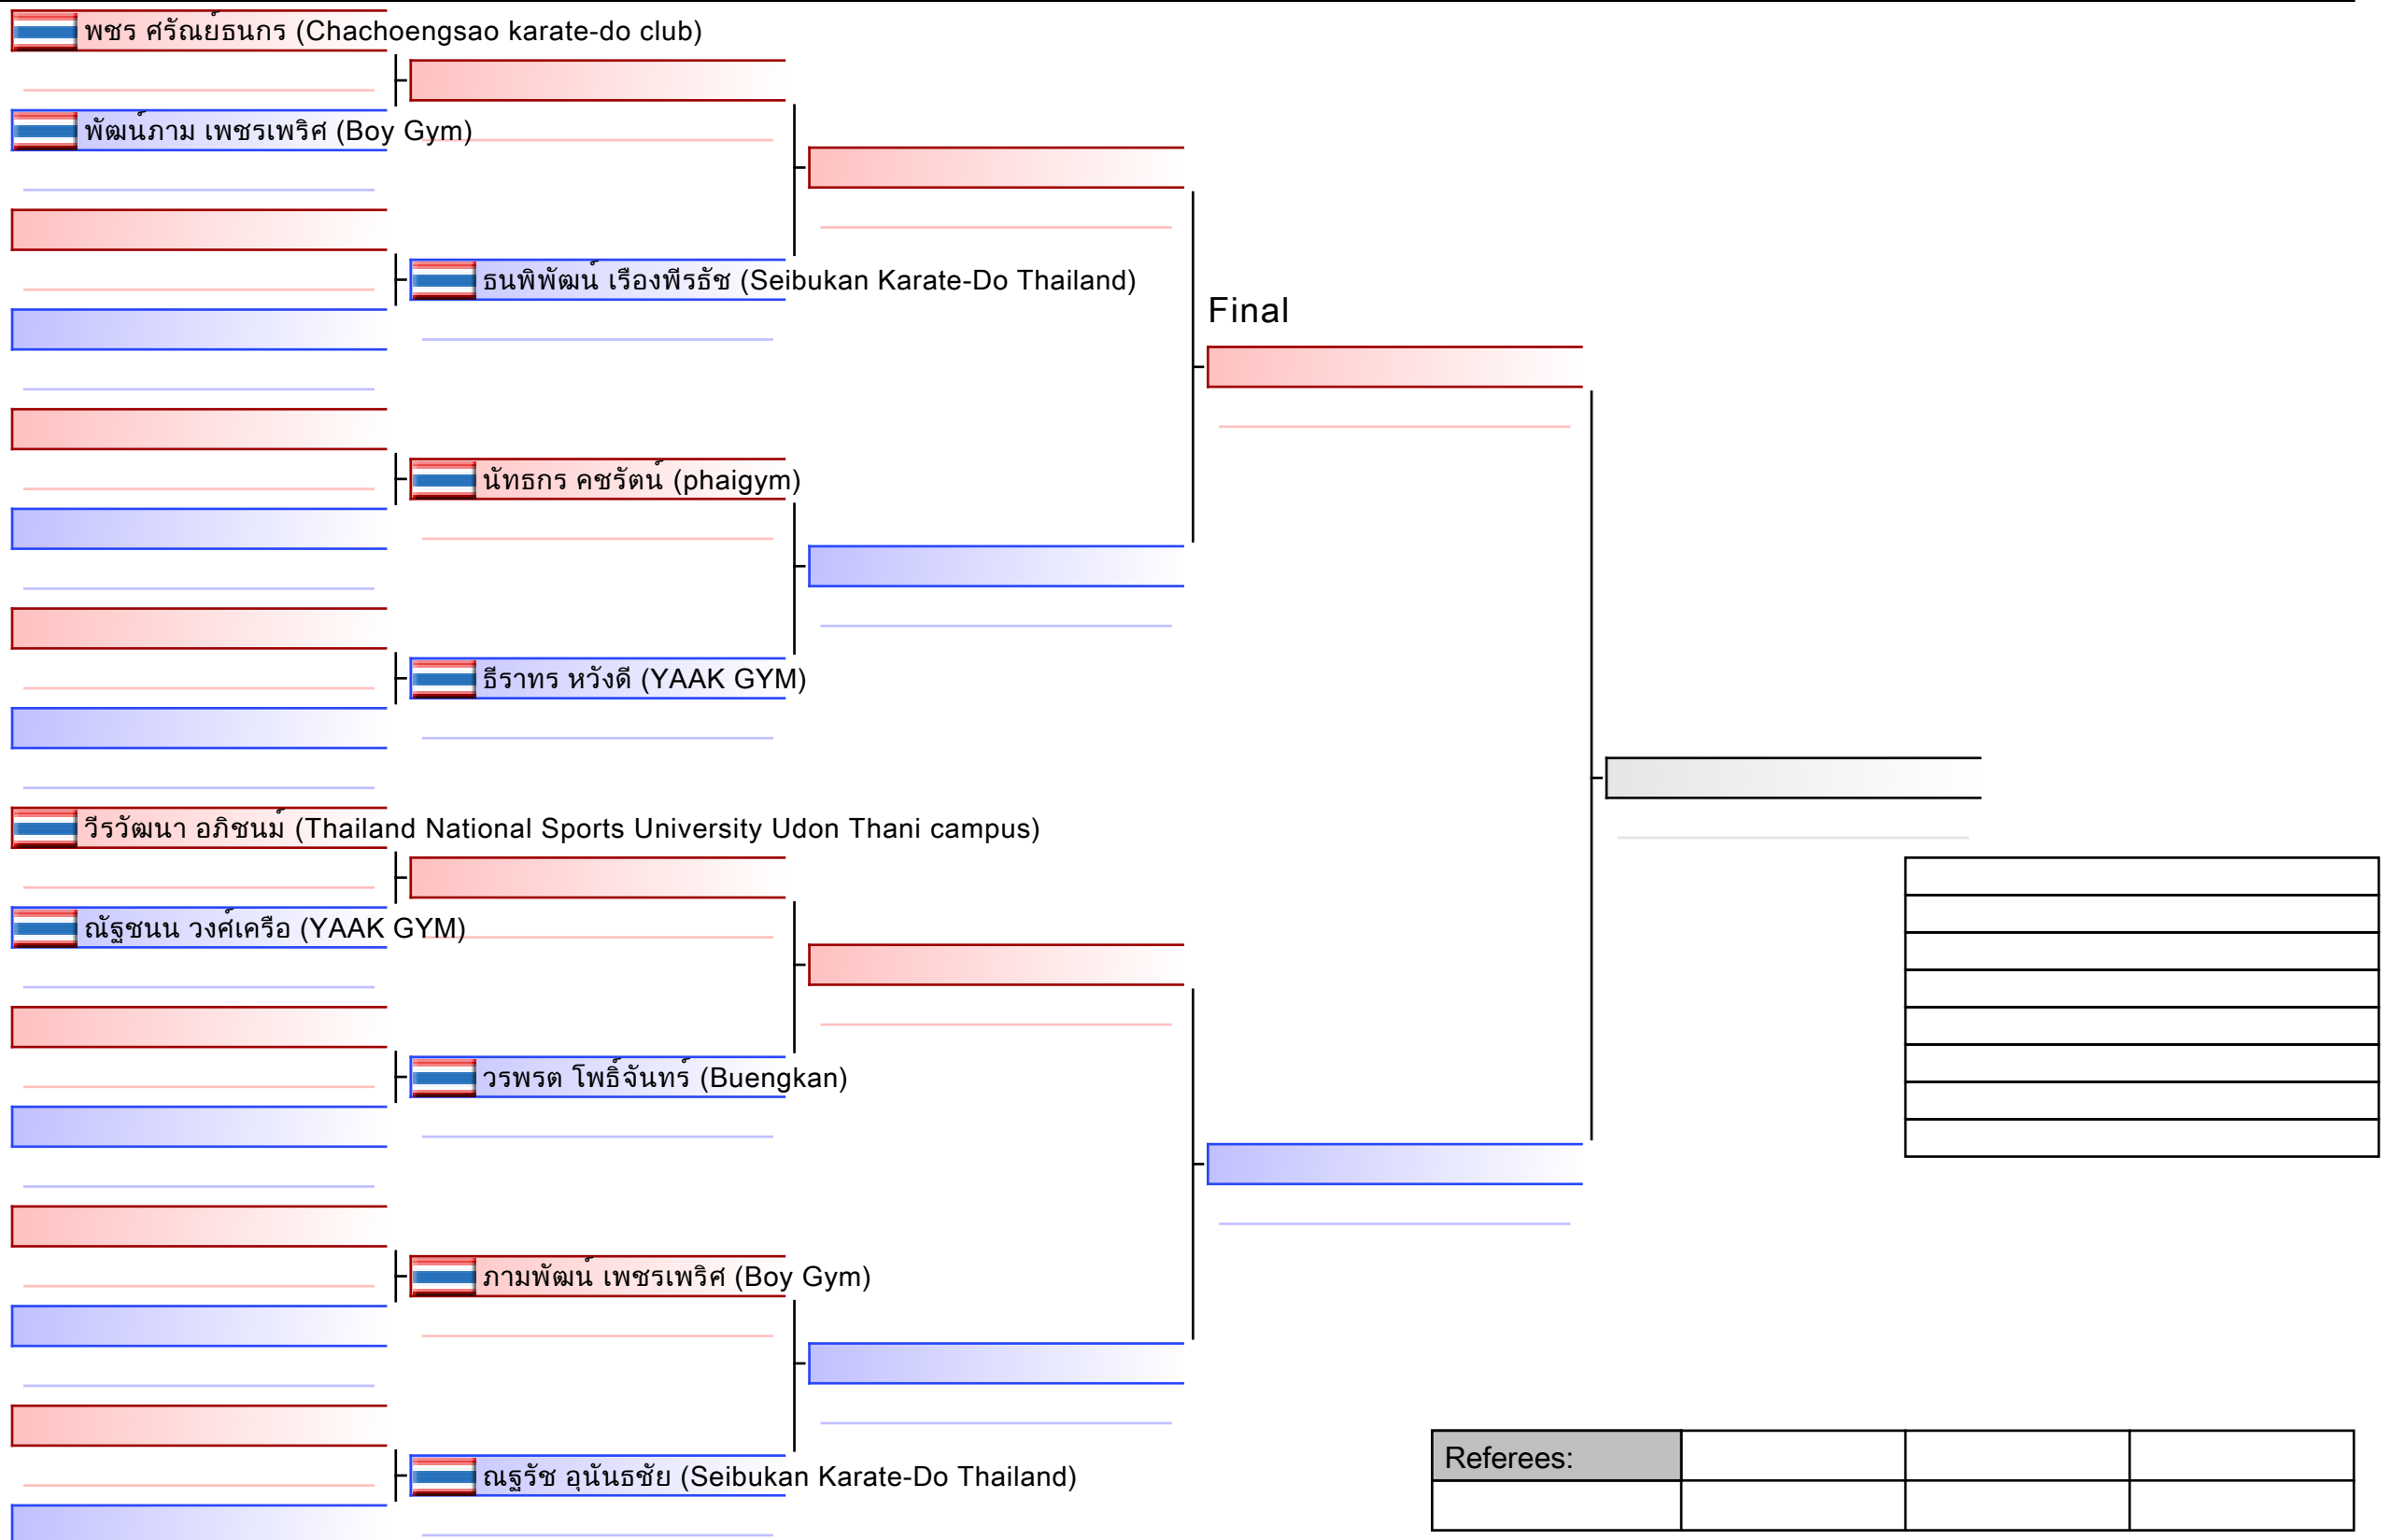 พชร ศรัณย์ธนกร (Chachoengsao karate-do club)
พัฒน์ภาม เพชรเพริศ (Boy Gym)
ธนพิพัฒน์ เรืองพีรธัช (Seibukan Karate-Do Thailand)
Final
นัทธกร คชรัตน์ (phaigym)
ธีราทร หวังดี (YAAK GYM)
วีรวัฒนา อภิชนม์ (Thailand National Sports University Udon Thani campus)
ณัฐชนน วงศ์เครือ (YAAK GYM)
วรพรต โพธิ์จันทร์ (Buengkan)
ภามพัฒน์ เพชรเพริศ (Boy Gym)
Referees:
ณฐรัช อุนันธชัย (Seibukan Karate-Do Thailand)